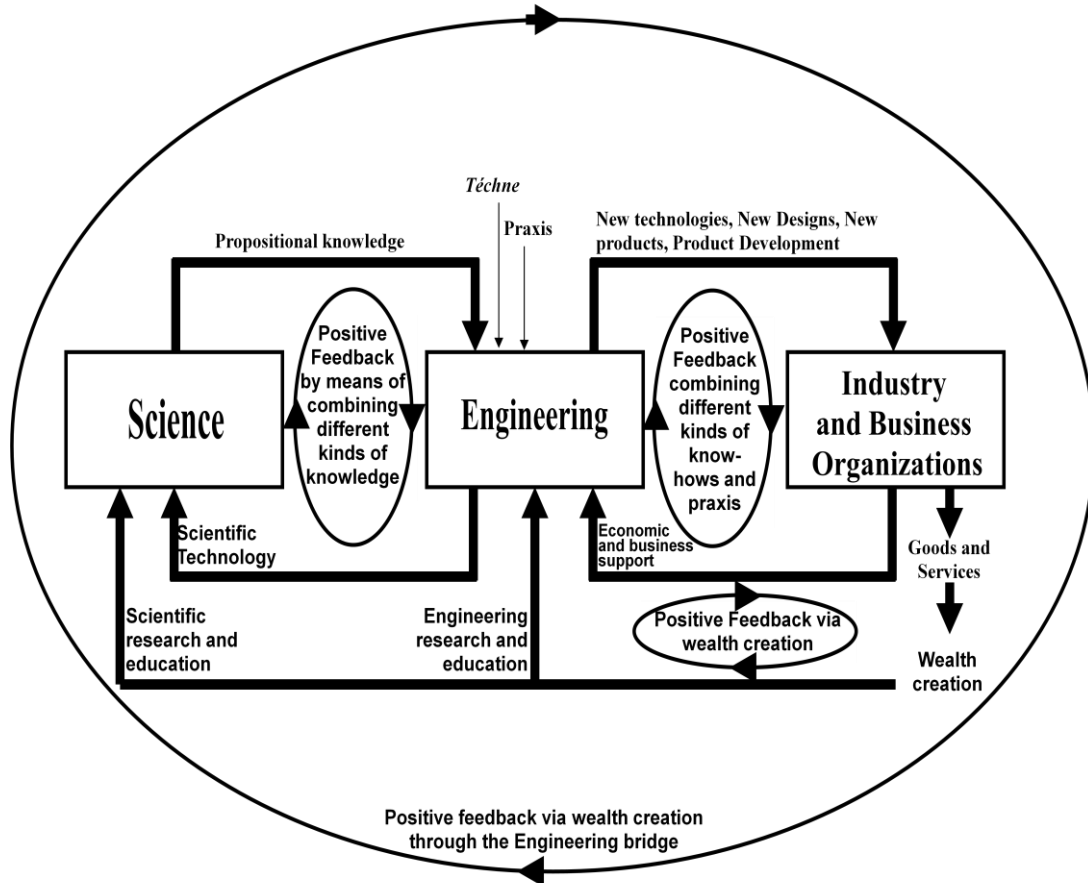 Téchne
Praxis
Propositional knowledge
New technologies, New Designs, New
products, Product Development
Science
Positive
Feedback
by means of
combining
different
kinds of
knowledge
Engineering
Positive
Feedback
combining
different
kinds of
know-
hows and
praxis
Industry
and Business
Organizations
Scientific
Technology
Economic
and business
support
Goods and
Services
Scientific
research and
education
Engineering
research and
education
Positive Feedback via
wealth creation
Wealth
creation
Positive feedback via wealth creation
through the Engineering bridge